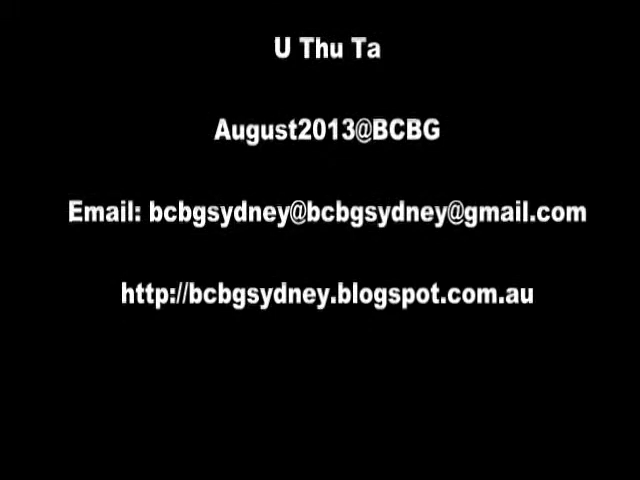 U Thu Ta
August2013@BCBG
Email: bcbgsydney@bcbgsydney@gmail.com
http://bcbgsydney.blogspot.com.au